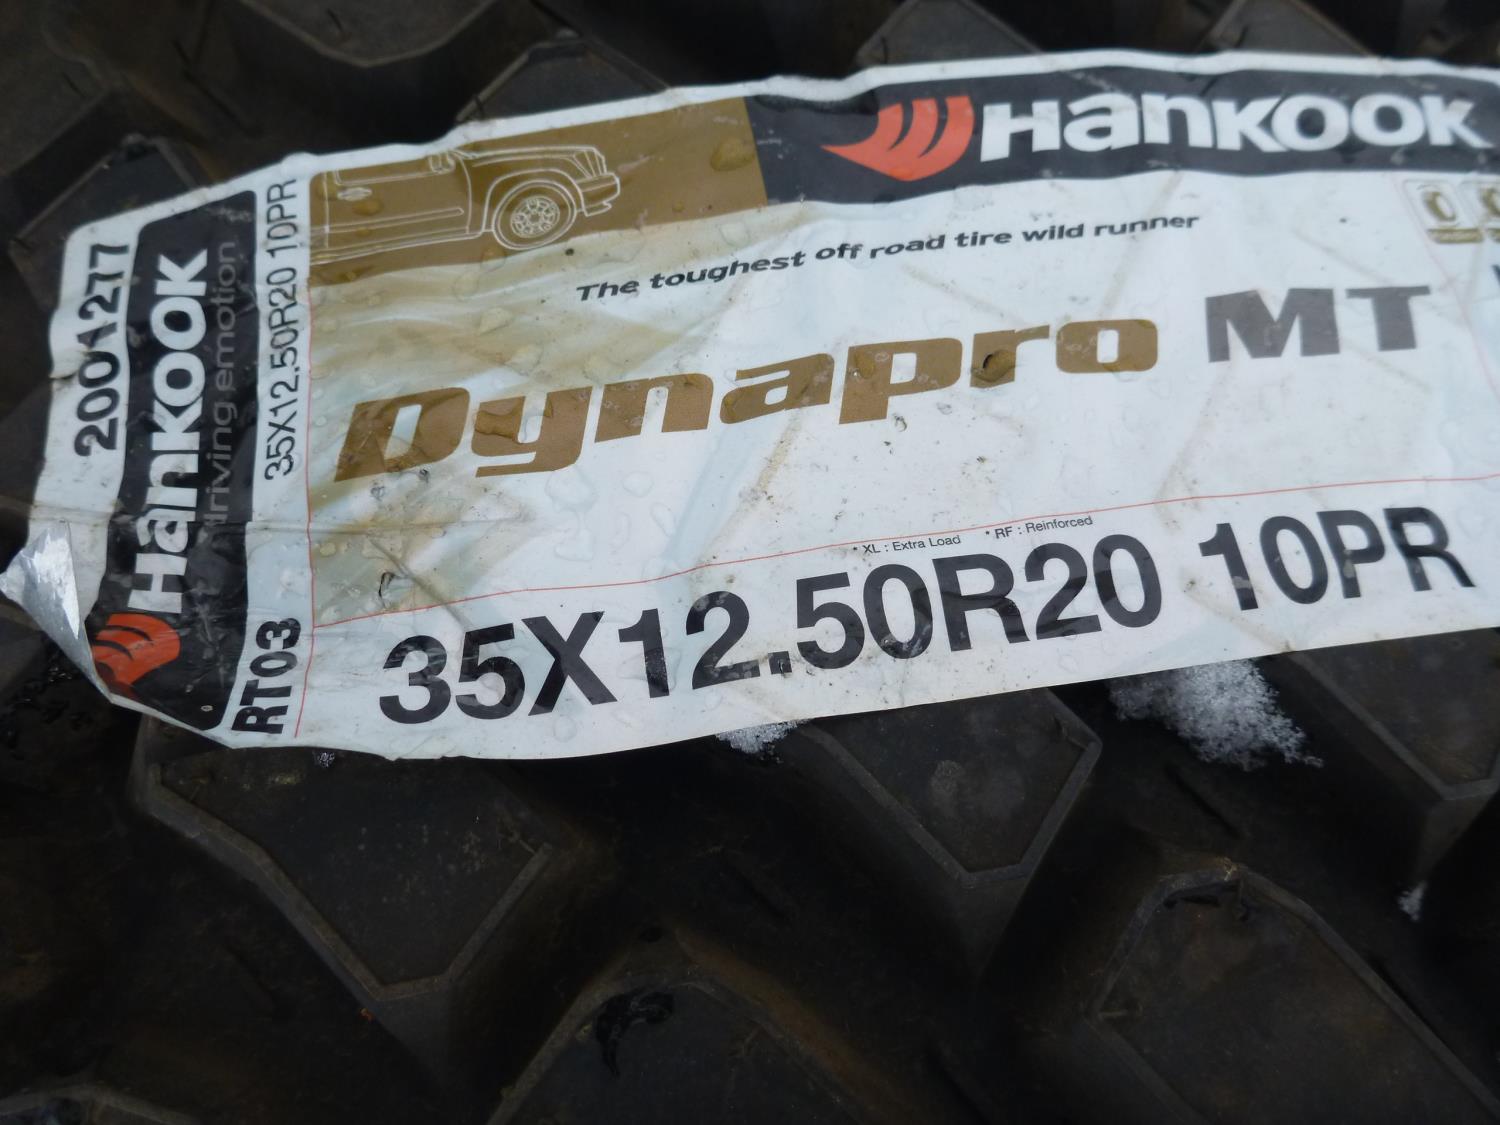 2001277
Hankook
driving emotion
35X12.50R20 10PR
RT03
Hankook
The toughest off road tire wild runner
Dynapro MT
* XL : Extra Load * RF : Reinforced
35X12.50R20 10PR